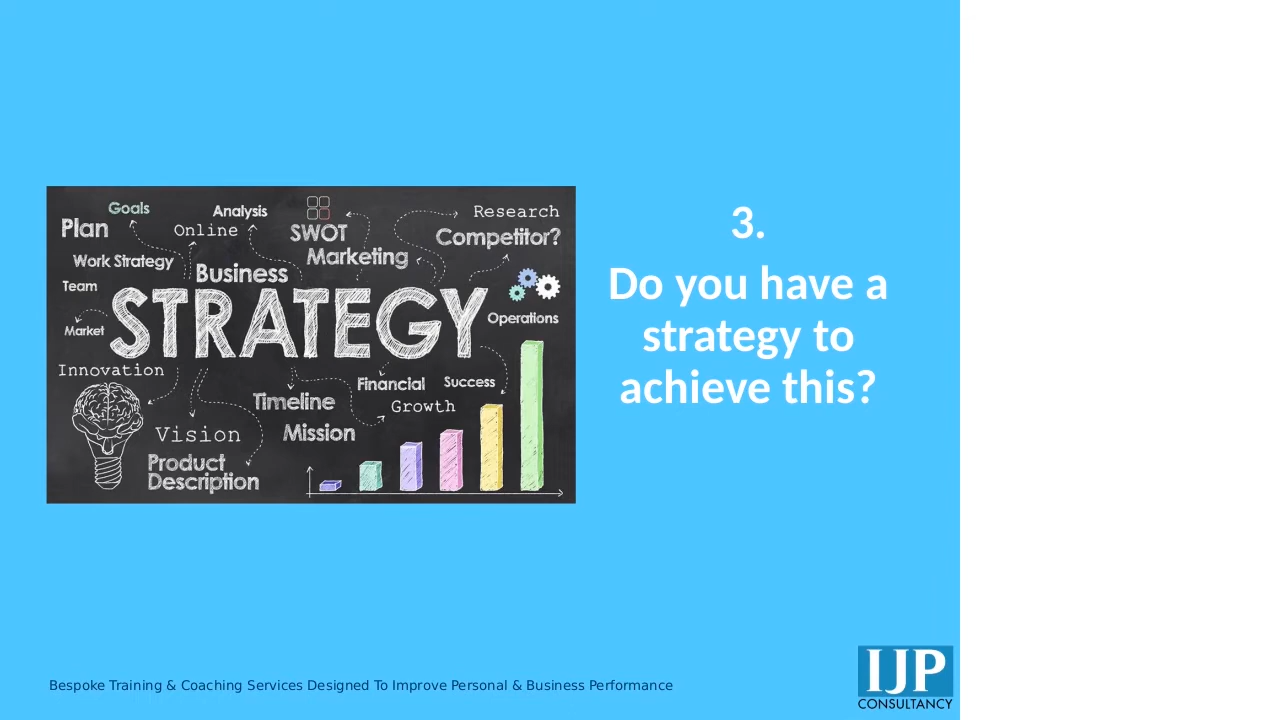 Goals
Analysis
Research
Plan
Online
SWOT
Competitor?
Marketing
Work Strategy
Business
Team
STRATEGY
Market
Operations
Innovation
Financial
Success
Timeline
Growth
Vision
Mission
Product
Description
3.
Do you have a
strategy to
achieve this?
Bespoke Training & Coaching Services Designed To Improve Personal & Business Performance
IJP
CONSULTANCY